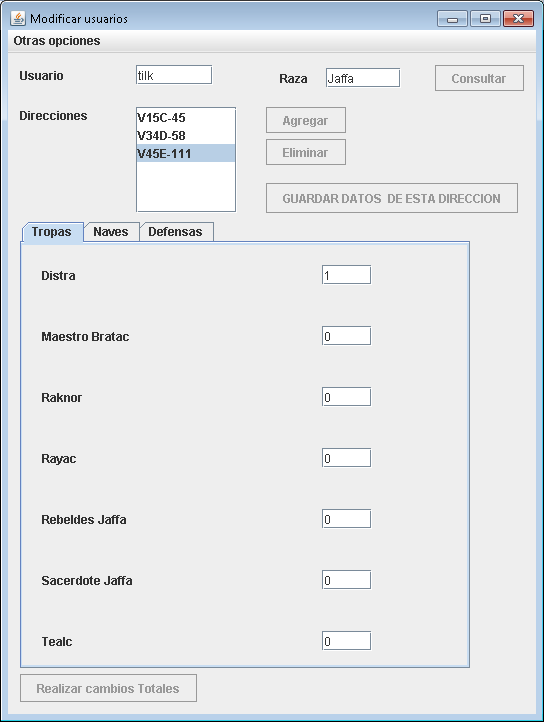 Modificar usuarios
Otras opciones
Usuario tilk Raza Jaffa Consultar
Direcciones V15C-45 Agregar
V34D-58
V45E-111 Eliminar
GUARDAR DATOS DE ESTA DIRECCION
Tropas Naves Defensas
Distra 1
Maestro Bratac 0
Raknor 0
Rayac 0
Rebeldes Jaffa 0
Sacerdote Jaffa 0
Tealc 0
Realizar cambios Totales